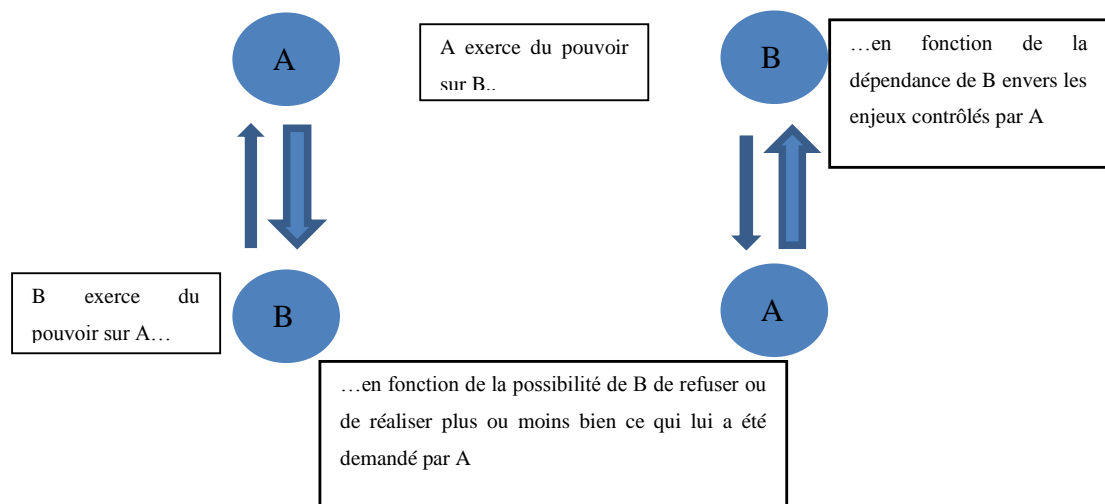 A
A exerce du pouvoir
sur B..
B
…en fonction de la
dépendance de B envers les
enjeux contrôlés par A
B exerce du
pouvoir sur A…
B
A
…en fonction de la possibilité de B de refuser ou
de réaliser plus ou moins bien ce qui lui a été
demandé par A